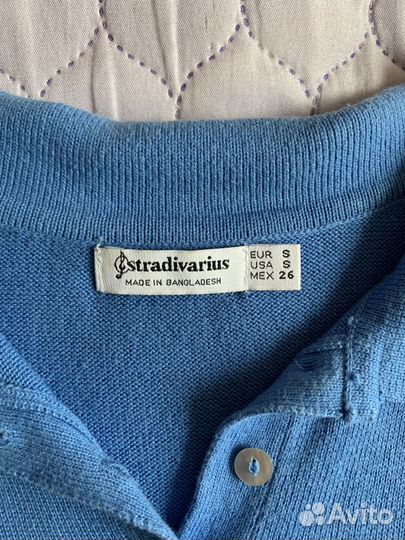 stradivarius
MADE IN BANGLADESH
EUR S
USA S
MEX 26
Avito